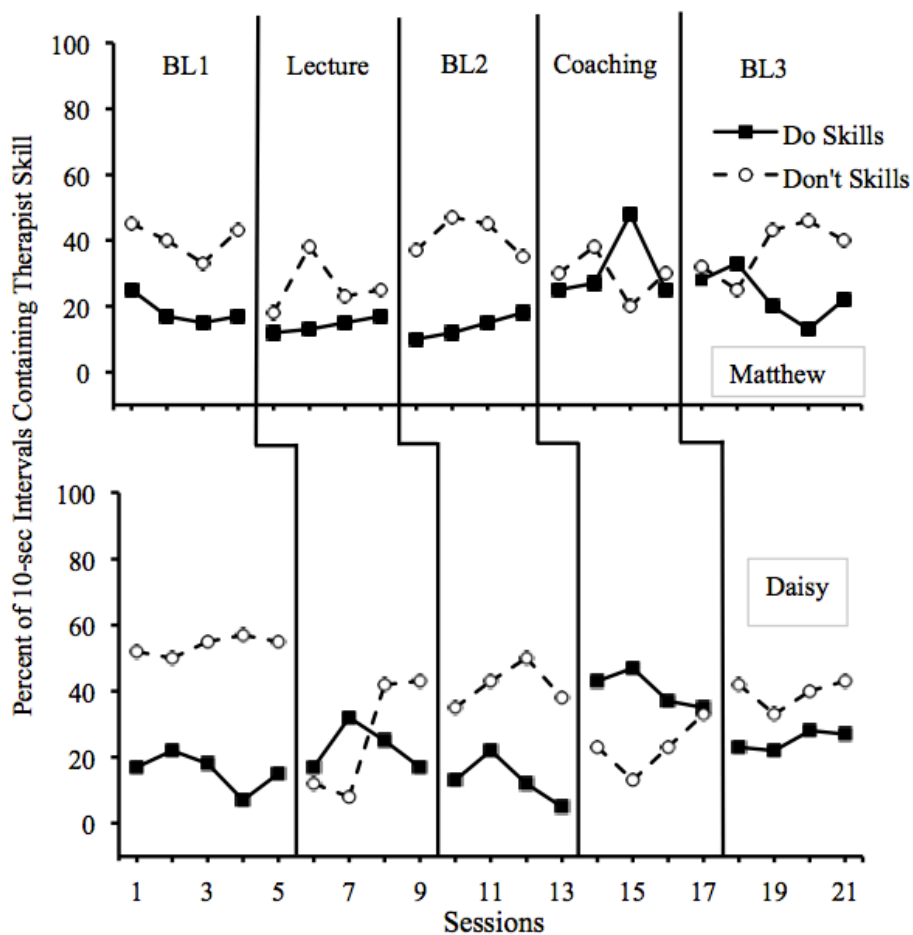 Percent of 10-sec Intervals Containing Therapist Skill
BL1 Lecture BL2 Coaching BL3
100
80
60
40
20
0
Do Skills
Don't Skills
Matthew
100
80
60
40
20
0
Daisy
1 3 5 7 9 11 13 15 17 19 21
Sessions